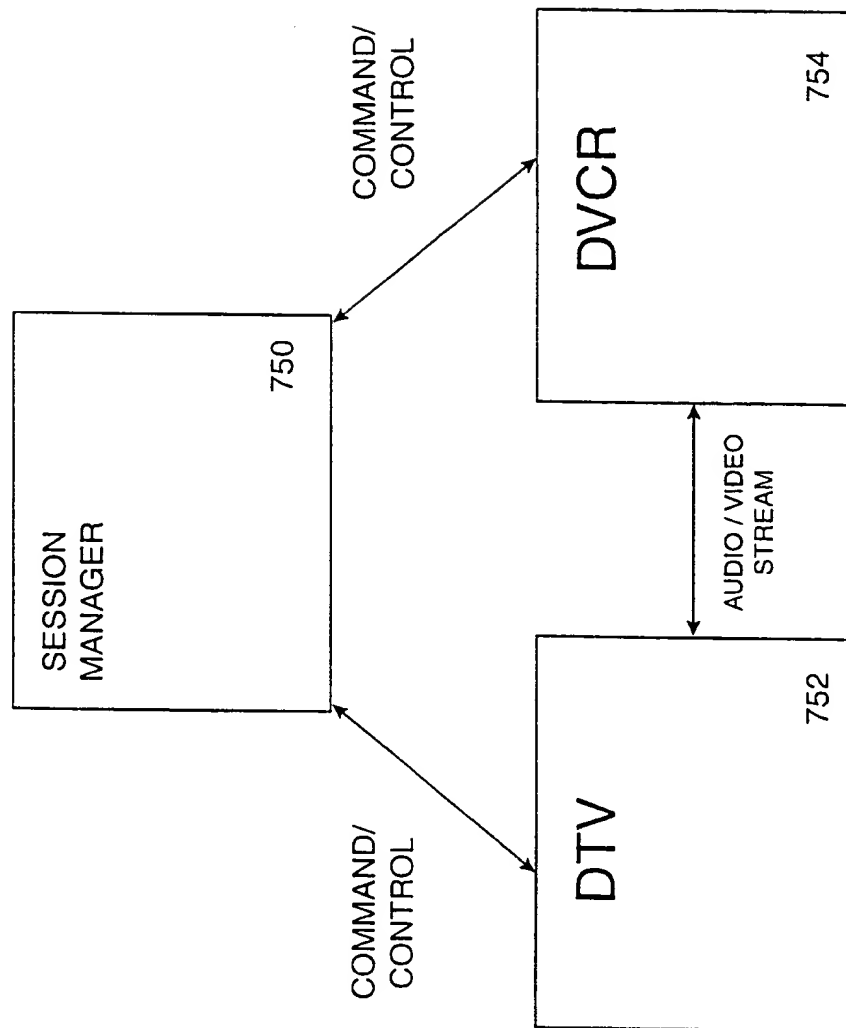 SESSION
MANAGER
750
COMMAND/
CONTROL
COMMAND/
CONTROL
DTV
752
AUDIO / VIDEO
STREAM
DVCR
754